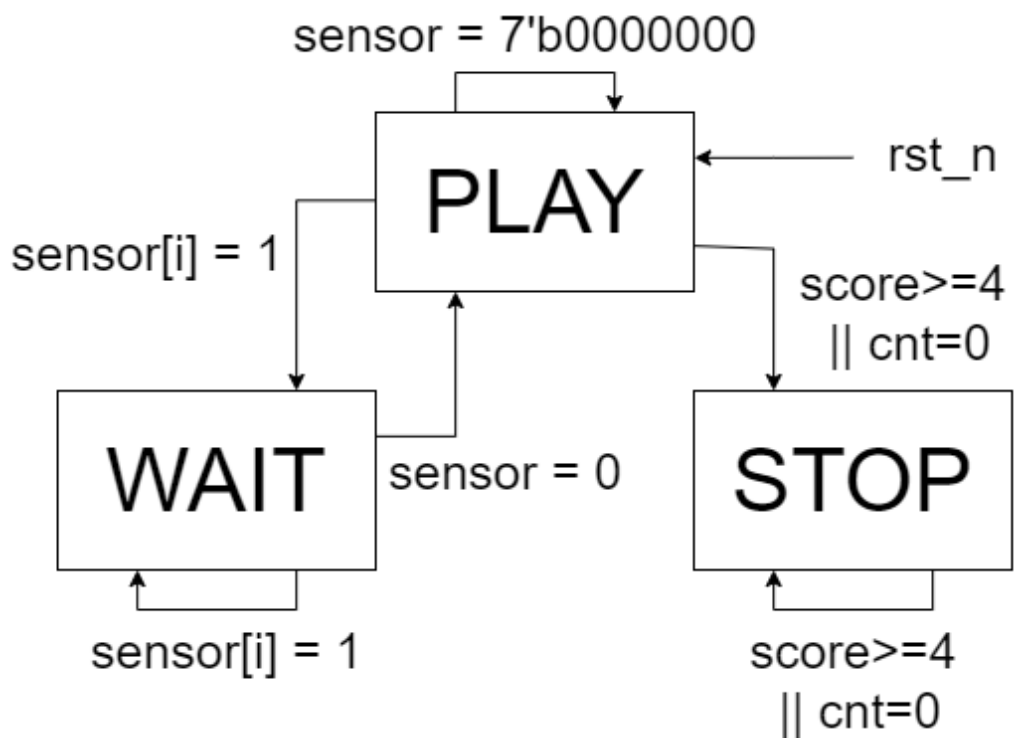 sensor = 7'b0000000
PLAY
rst_n
sensor[i] = 1
score>=4
|| cnt=0
WAIT
sensor = 0
STOP
sensor[i] = 1
score>=4
|| cnt=0